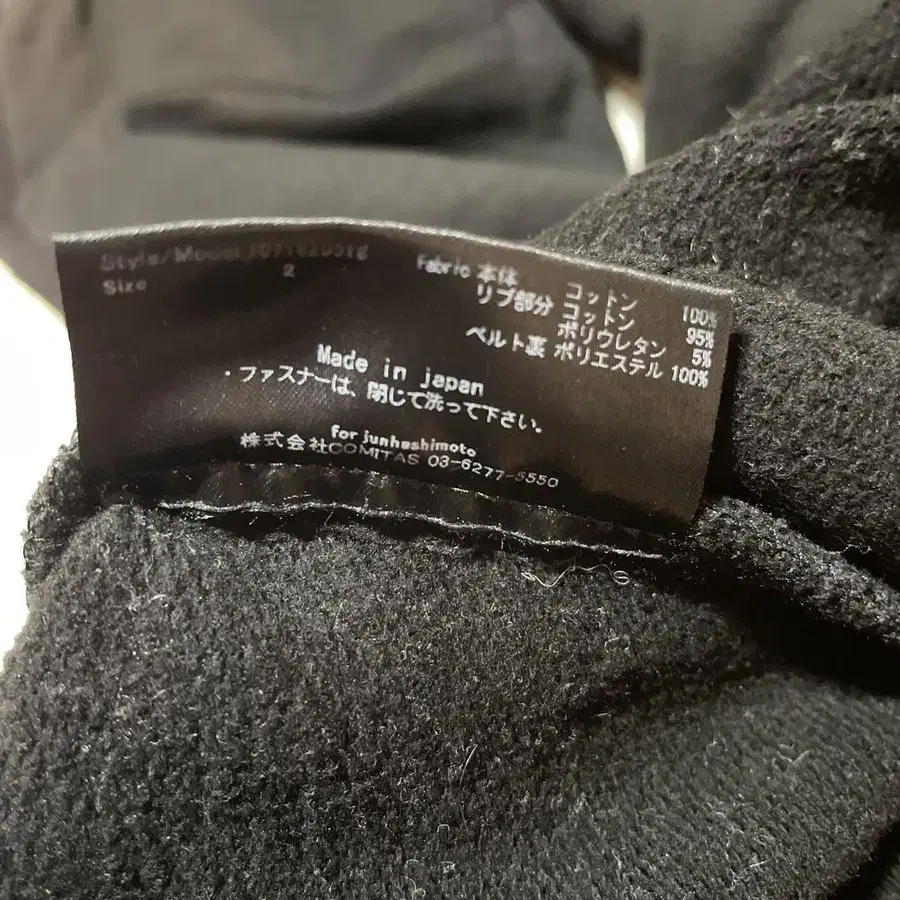 Style/Model
Size 2
Fabric 本体 コットン 100%
リブ部分 コットン 95%
ポリウレタン 5%
ベルト裏 ポリエステル 100%
Made in japan
・ファスナーは、閉じて洗って下さい。
for junhashimoto
株式会社COMITAS 03-6277-5550